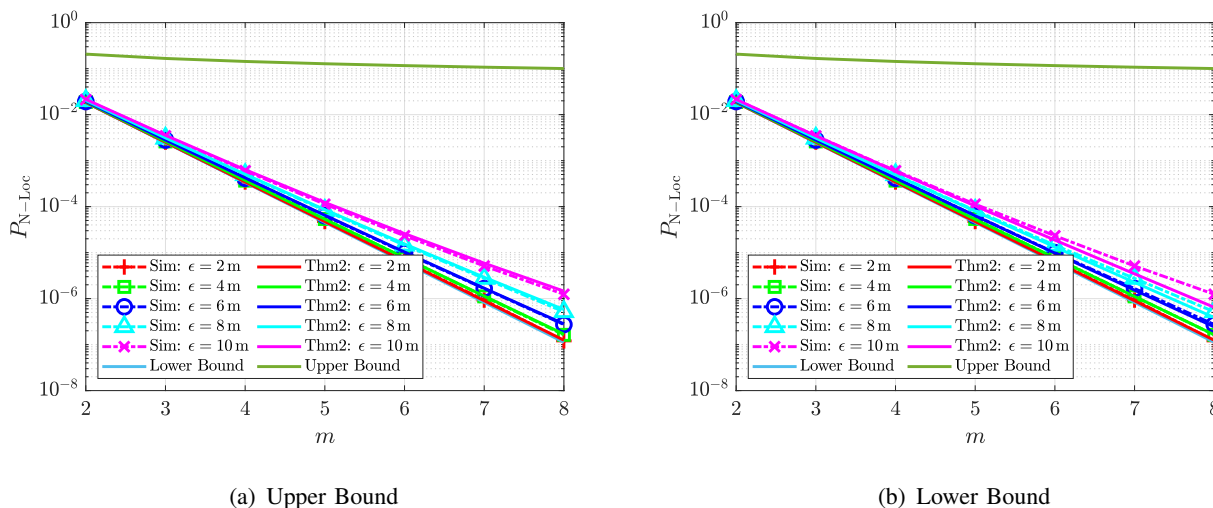 10^0
10^{-2}
10^{-4}
10^{-6}
10^{-8}
P_{N-Loc}
Sim: ϵ = 2 m Thm2: ϵ = 2 m
Sim: ϵ = 4 m Thm2: ϵ = 4 m
Sim: ϵ = 6 m Thm2: ϵ = 6 m
Sim: ϵ = 8 m Thm2: ϵ = 8 m
Sim: ϵ = 10 m Thm2: ϵ = 10 m
Lower Bound Upper Bound
2 3 4 5 6 7 8
m
(a) Upper Bound
10^0
10^{-2}
10^{-4}
10^{-6}
10^{-8}
P_{N-Loc}
Sim: ϵ = 2 m Thm2: ϵ = 2 m
Sim: ϵ = 4 m Thm2: ϵ = 4 m
Sim: ϵ = 6 m Thm2: ϵ = 6 m
Sim: ϵ = 8 m Thm2: ϵ = 8 m
Sim: ϵ = 10 m Thm2: ϵ = 10 m
Lower Bound Upper Bound
2 3 4 5 6 7 8
m
(b) Lower Bound